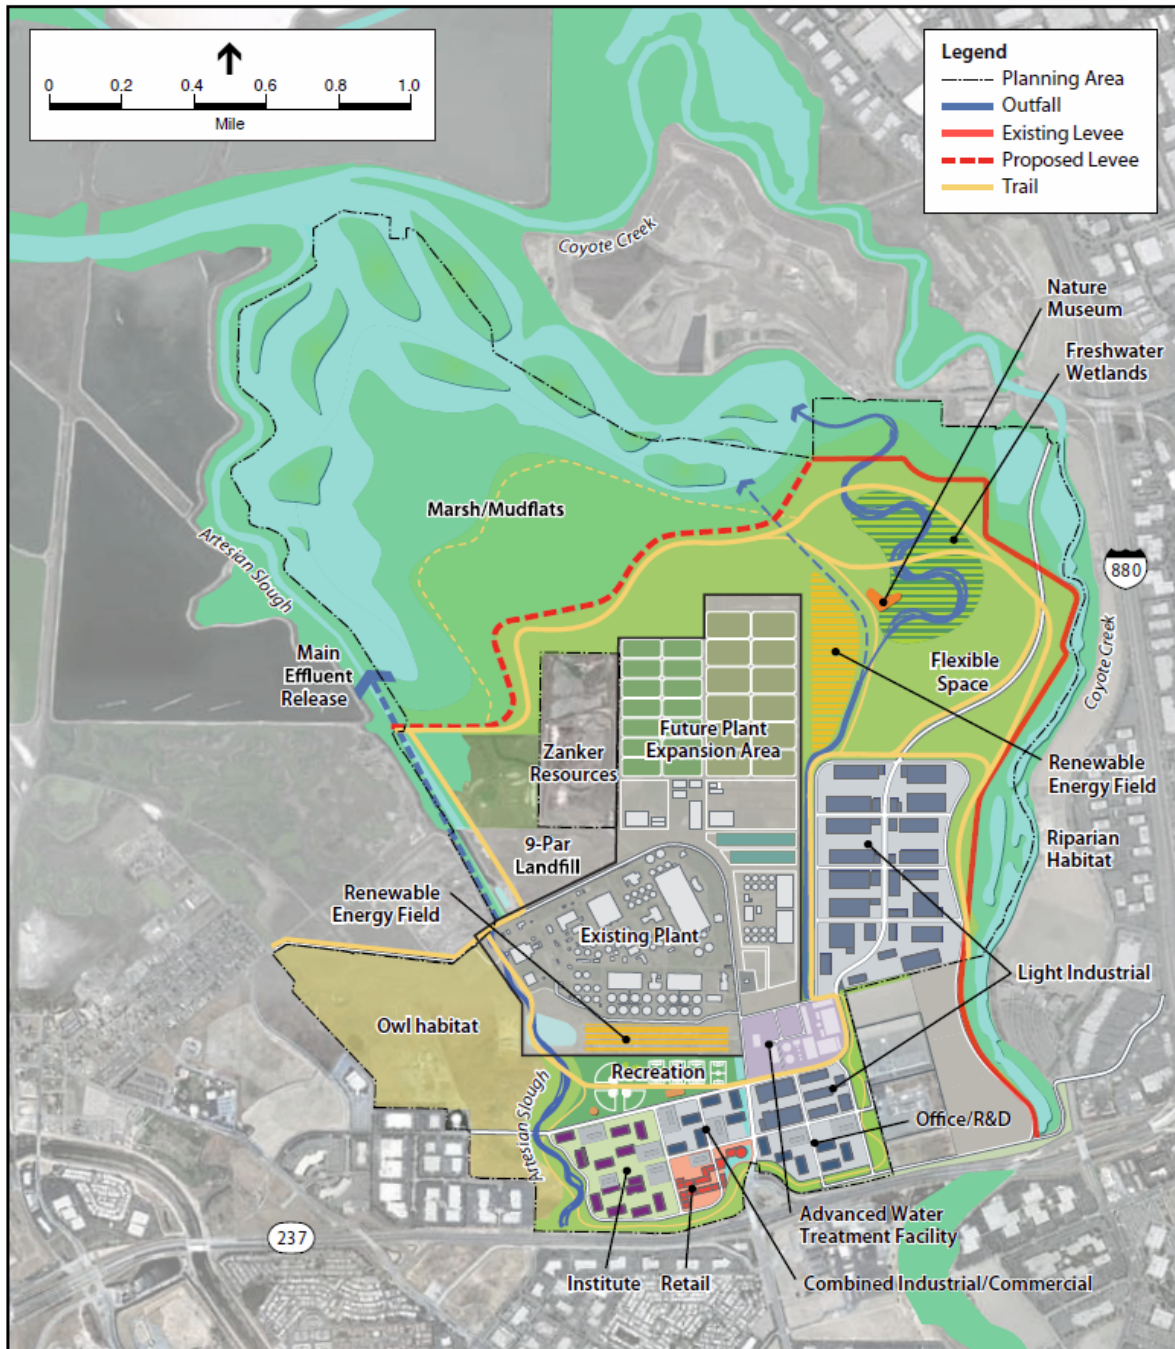 0 0.2 0.4 0.6 0.8 1.0
Mile
Legend
Planning Area
Outfall
Existing Levee
Proposed Levee
Trail
Coyote Creek
Nature
Museum
Freshwater
Wetlands
Marsh/Mudflats
Artesian Slough
880
Coyote Creek
Main
Effluent
Release
Flexible
Space
Zanker
Resources
Future Plant
Expansion Area
Renewable
Energy Field
Riparian
Habitat
9-Par
Landfill
Renewable
Energy Field
Existing Plant
Light Industrial
Owl habitat
Recreation
Artesian Slough
Office/R&D
Advanced Water
Treatment Facility
237
Institute
Retail
Combined Industrial/Commercial